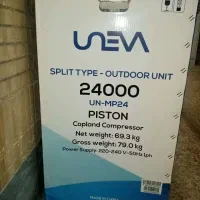 UNEVA
SPLIT TYPE - OUTDOOR UNIT
24000
UN-MP24
PISTON
Copland Compressor
Net weight: 69.3 kg
Gross weight: 79.0 kg
Power Supply: 220-240 V~50Hz 1ph